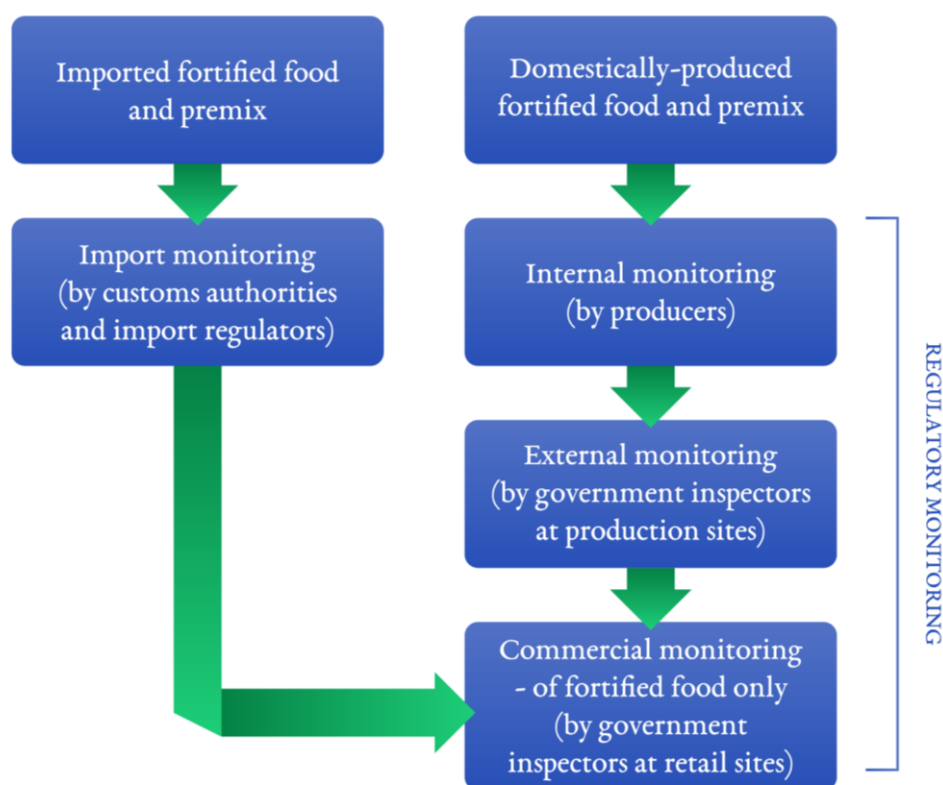 Imported fortified food
and premix
Domestically-produced
fortified food and premix
Import monitoring
(by customs authorities
and import regulators)
Internal monitoring
(by producers)
External monitoring
(by government inspectors
at production sites)
Commercial monitoring
- of fortified food only
(by government
inspectors at retail sites)
REGULATORY MONITORING